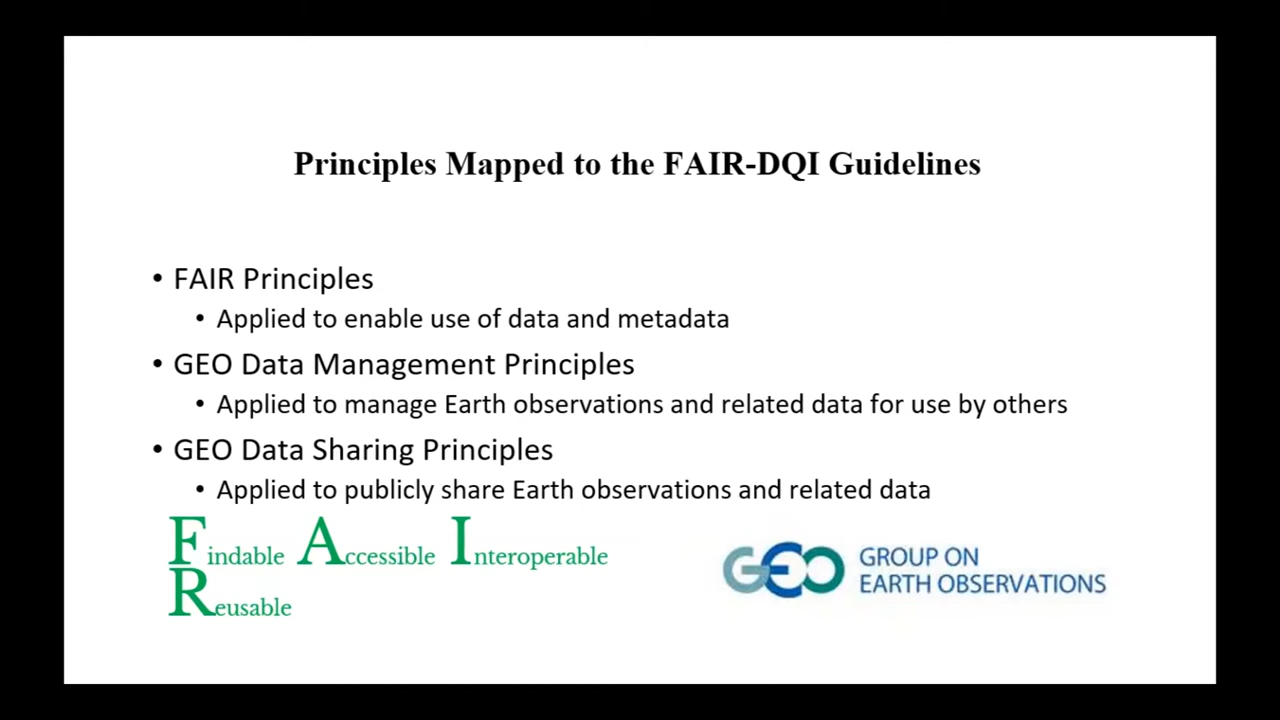 Principles Mapped to the FAIR-DQI Guidelines
• FAIR Principles
• Applied to enable use of data and metadata
• GEO Data Management Principles
• Applied to manage Earth observations and related data for use by others
• GEO Data Sharing Principles
• Applied to publicly share Earth observations and related data
Findable Accessible Interoperable
Reusable
GEO GROUP ON
EARTH OBSERVATIONS